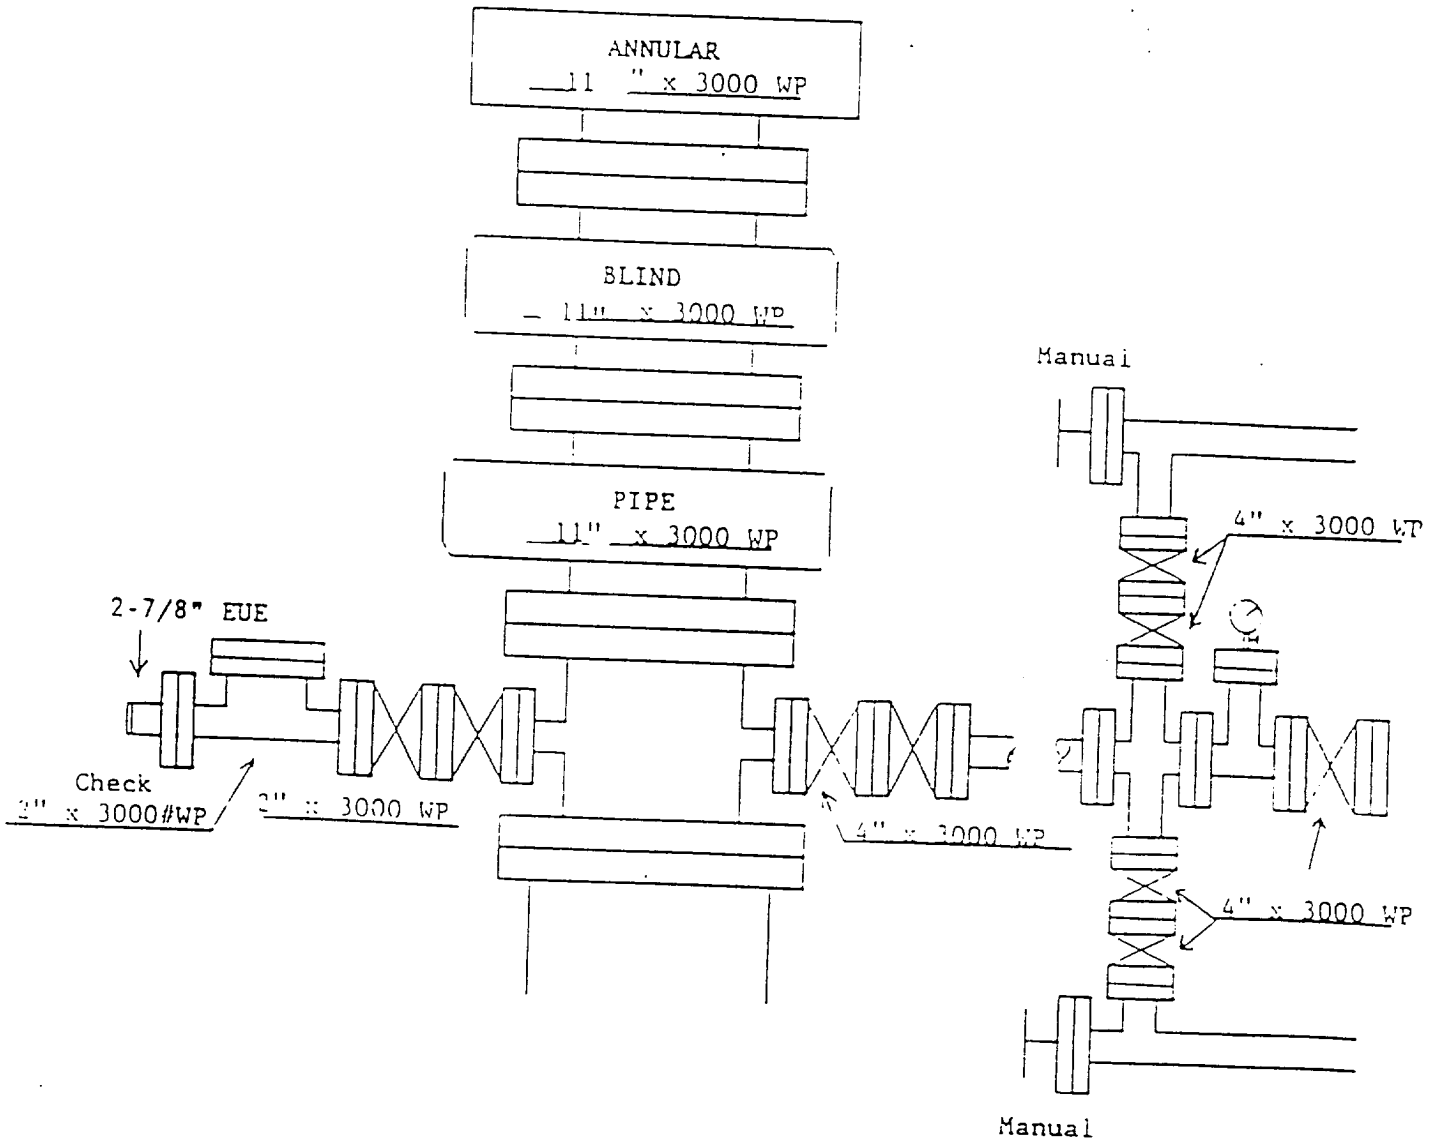 ANNULAR
11 " x 3000 WP
BLIND
11" x 3000 WP
Manual
PIPE
11" x 3000 WP
4" x 3000 WP
2-7/8" EUE
Check
2" x 3000#WP
2" x 3000 WP
4" x 3000 WP
4" x 3000 WP
Manual